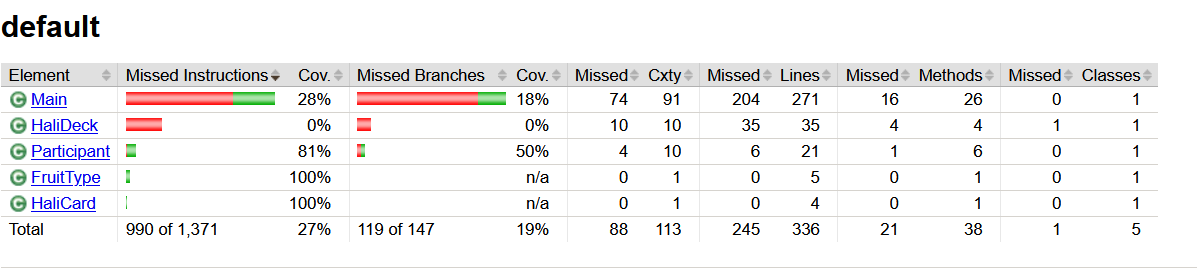 default
Element Missed Instructions Cov. Missed Branches Cov. Missed Cxty Missed Lines Missed Methods Missed Classes
C Main 28% 18% 74 91 204 271 16 26 0 1
C HaliDeck 0% 0% 10 10 35 35 4 4 1 1
C Participant 81% 50% 4 10 6 21 1 6 0 1
C FruitType 100% n/a 0 1 0 5 0 1 0 1
C HaliCard 100% n/a 0 1 0 4 0 1 0 1
Total 990 of 1,371 27% 119 of 147 19% 88 113 245 336 21 38 1 5